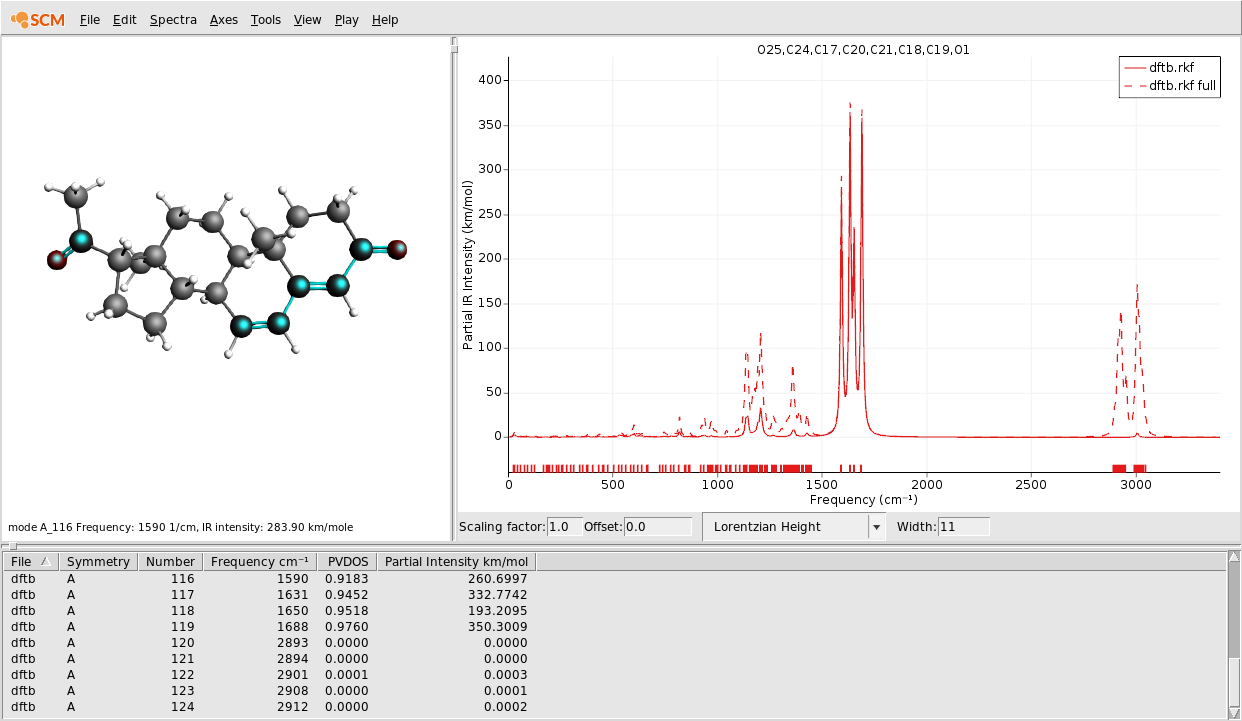 SCM File Edit Spectra Axes Tools View Play Help
O25,C24,C17,C20,C21,C18,C19,O1
dftb.rkf
dftb.rkf full
Partial IR Intensity (km/mol)
400
350
300
250
200
150
100
50
0
0 500 1000 1500 2000 2500 3000
Frequency (cm⁻¹)
mode A_116 Frequency: 1590 1/cm, IR intensity: 283.90 km/mole
Scaling factor: 1.0 Offset: 0.0 Lorentzian Height Width: 11
File Symmetry Number Frequency cm⁻¹ PVDOS Partial Intensity km/mol
dftb A 116 1590 0.9183 260.6997
dftb A 117 1631 0.9452 332.7742
dftb A 118 1650 0.9518 193.2095
dftb A 119 1688 0.9760 350.3009
dftb A 120 2893 0.0000 0.0000
dftb A 121 2894 0.0000 0.0000
dftb A 122 2901 0.0001 0.0003
dftb A 123 2908 0.0000 0.0001
dftb A 124 2912 0.0000 0.0002